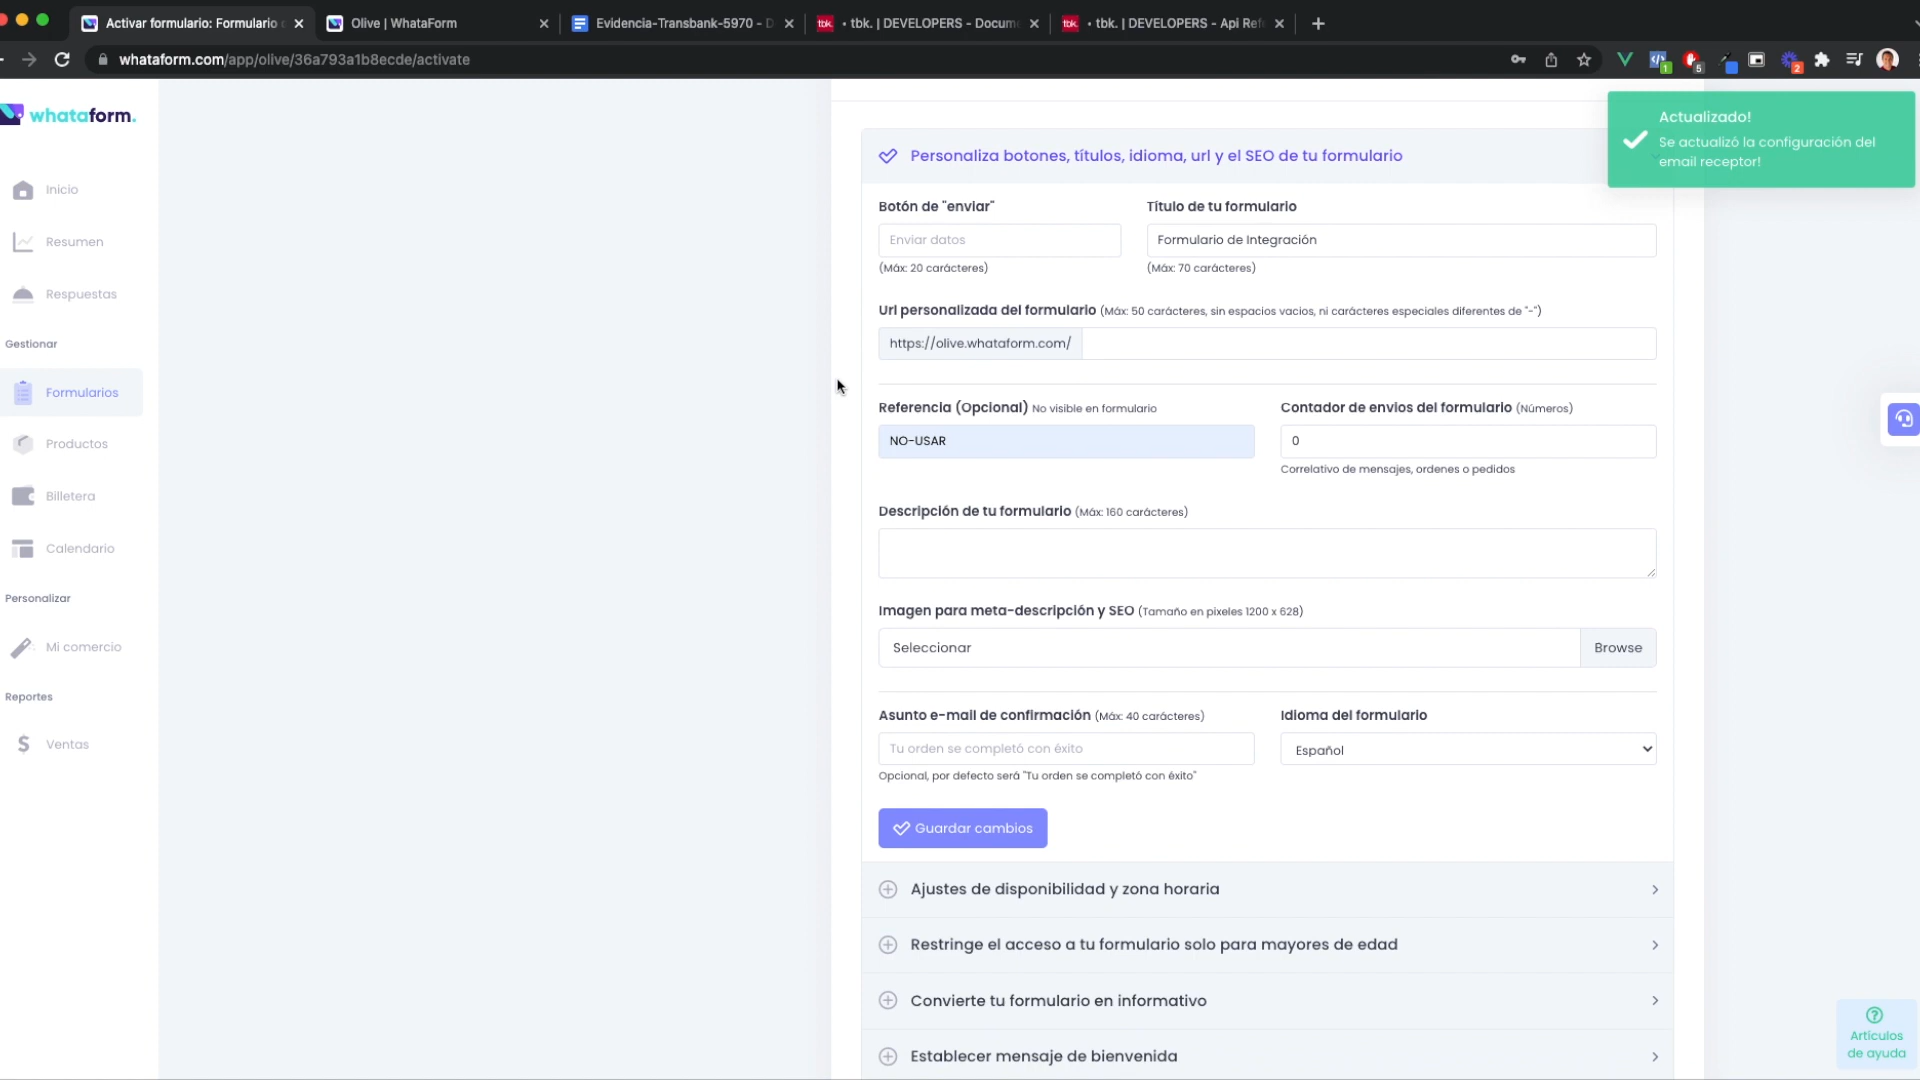 Activar formulario: Formulario
Olive | WhataForm
Evidencia-Transbank-5970 - D
tbk. • tbk. | DEVELOPERS - Docum
tbk. • tbk. | DEVELOPERS - Api Ref
whataform.com/app/olive/36a793a1b8ecde/activate
1
5
2
whataform.
Inicio
Resumen
Respuestas
Gestionar
Formularios
Productos
Billetera
Calendario
Personalizar
Mi comercio
Reportes
Ventas
Actualizado!
Se actualizó la configuración del
email receptor!
Personaliza botones, títulos, idioma, url y el SEO de tu formulario
Botón de "enviar"
Título de tu formulario
Enviar datos
Formulario de Integración
(Máx: 20 carácteres)
(Máx: 70 carácteres)
Url personalizada del formulario (Máx: 50 carácteres, sin espacios vacios, ni carácteres especiales diferentes de "-")
https://olive.whataform.com/
Referencia (Opcional) No visible en formulario
Contador de envios del formulario (Números)
NO-USAR
0
Correlativo de mensajes, ordenes o pedidos
Descripción de tu formulario (Máx: 160 carácteres)
Imagen para meta-descripción y SEO (Tamaño en pixeles 1200 x 628)
Seleccionar
Browse
Asunto e-mail de confirmación (Máx: 40 carácteres)
Idioma del formulario
Tu orden se completó con éxito
Español
Opcional, por defecto será "Tu orden se completó con éxito"
Guardar cambios
Ajustes de disponibilidad y zona horaria
Restringe el acceso a tu formulario solo para mayores de edad
Convierte tu formulario en informativo
Establecer mensaje de bienvenida
Artículos
de ayuda